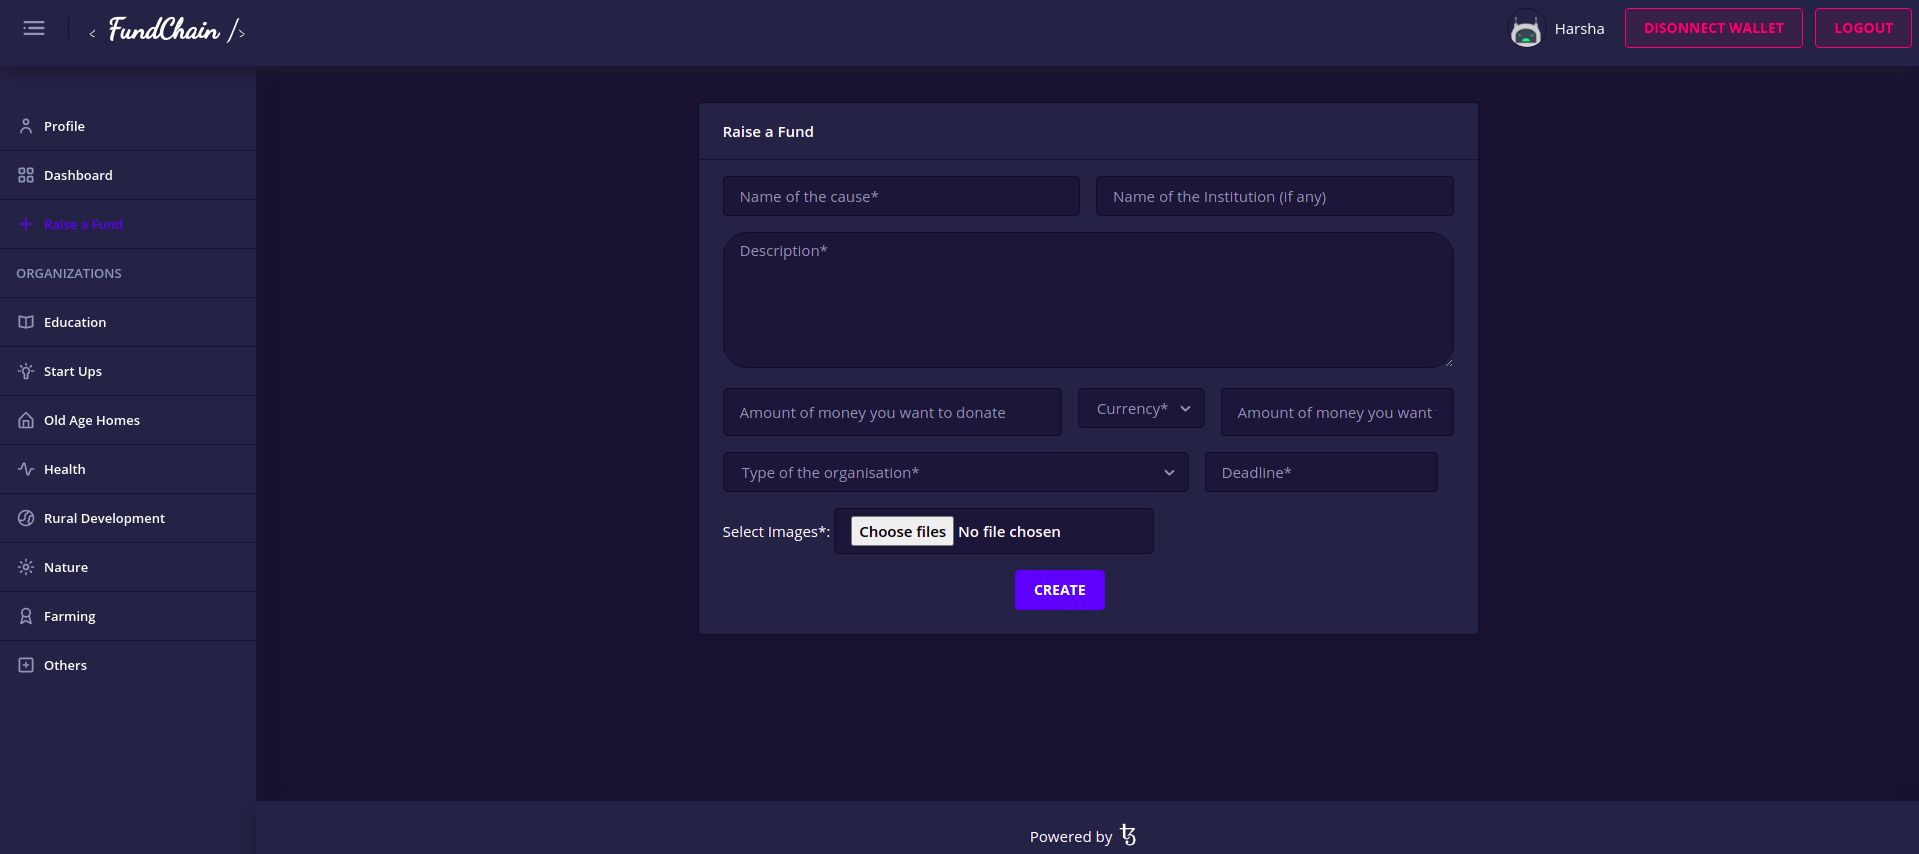 < FundChain />
Harsha
DISONNECT WALLET
LOGOUT
Profile
Dashboard
Raise a Fund
ORGANIZATIONS
Education
Start Ups
Old Age Homes
Health
Rural Development
Nature
Farming
Others
Raise a Fund
Name of the cause*
Name of the Institution (if any)
Description*
Amount of money you want to donate
Currency*
Amount of money you want
Type of the organisation*
Deadline*
Select Images*: Choose files No file chosen
CREATE
Powered by